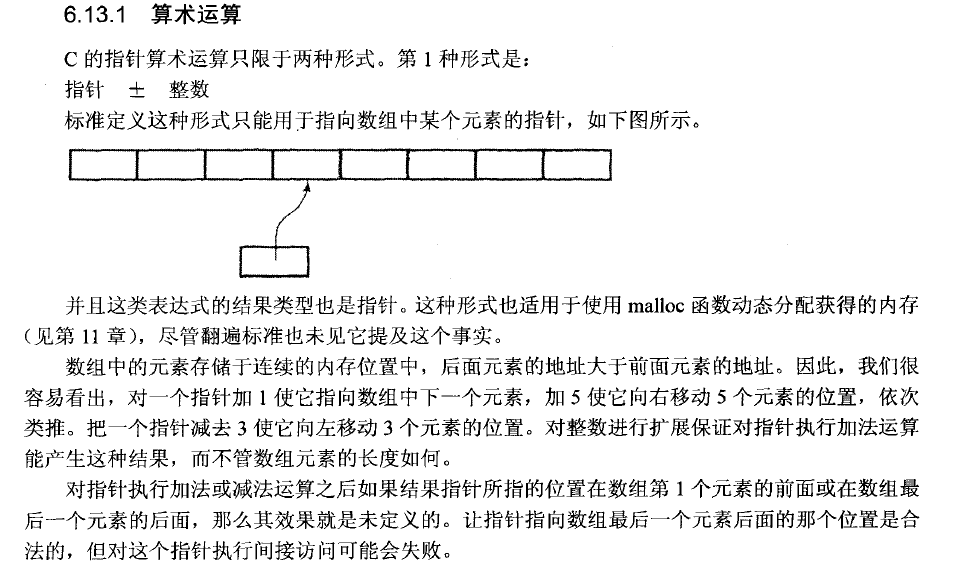 6.13.1 算术运算
C 的指针算术运算只限于两种形式。第 1 种形式是：
指针 ± 整数
标准定义这种形式只能用于指向数组中某个元素的指针，如下图所示。
并且这类表达式的结果类型也是指针。这种形式也适用于使用 malloc 函数动态分配获得的内存
（见第 11 章），尽管翻遍标准也未见它提及这个事实。
数组中的元素存储于连续的内存位置中，后面元素的地址大于前面元素的地址。因此，我们很
容易看出，对一个指针加 1 使它指向数组中下一个元素，加 5 使它向右移动 5 个元素的位置，依次
类推。把一个指针减去 3 使它向左移动 3 个元素的位置。对整数进行扩展保证对指针执行加法运算
能产生这种结果，而不管数组元素的长度如何。
对指针执行加法或减法运算之后如果结果指针所指的位置在数组第 1 个元素的前面或在数组最
后一个元素的后面，那么其效果就是未定义的。让指针指向数组最后一个元素后面的那个位置是合
法的，但对这个指针执行间接访问可能会失败。